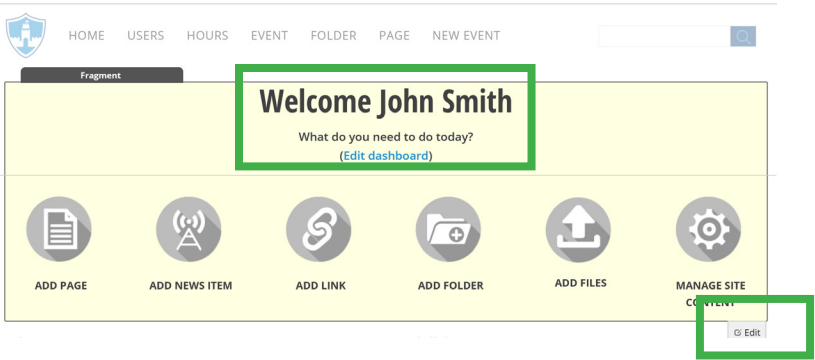 HOME USERS HOURS EVENT FOLDER PAGE NEW EVENT
Fragment
Welcome John Smith
What do you need to do today?
(Edit dashboard)
ADD PAGE ADD NEWS ITEM ADD LINK ADD FOLDER ADD FILES MANAGE SITE
CONTENT
Edit